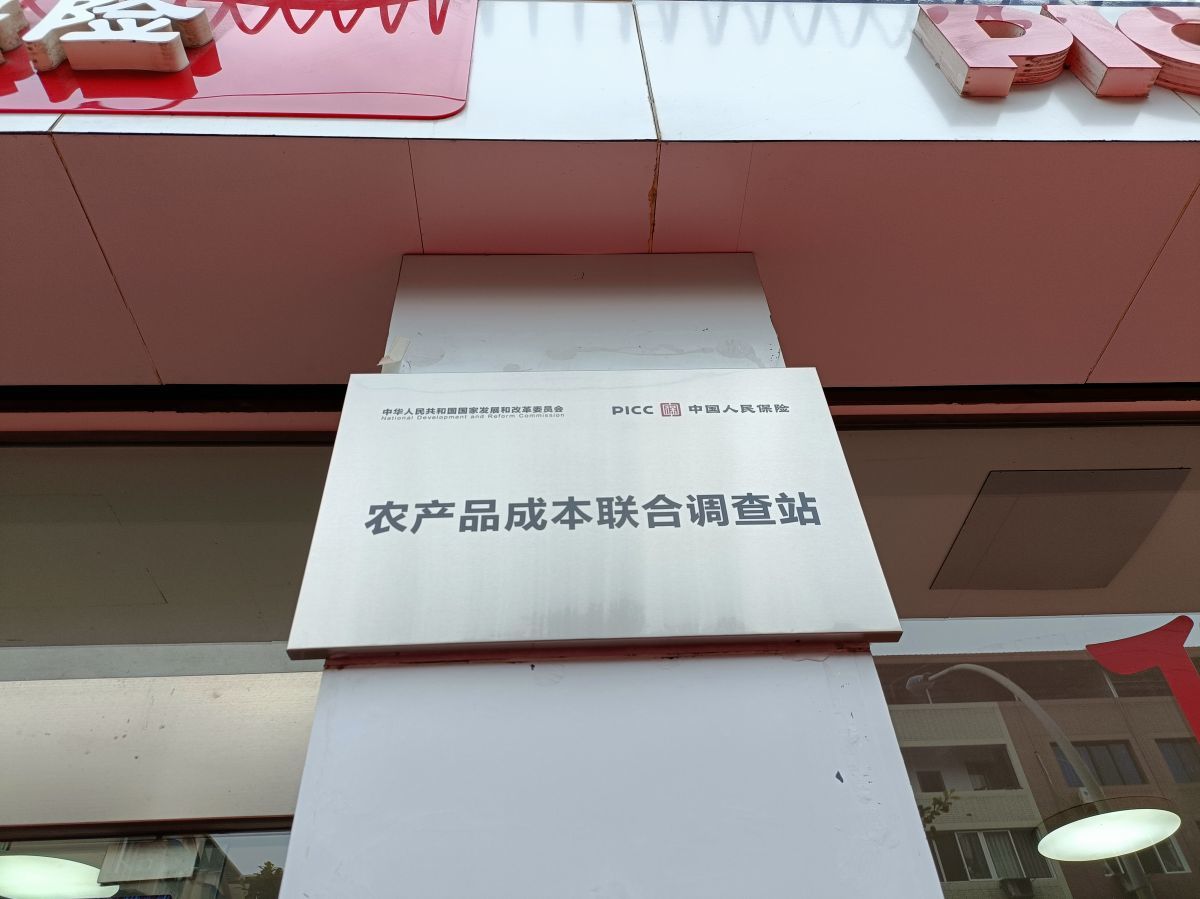 险
PIC
中华人民共和国国家发展和改革委员会
National Development and Reform Commission
PICC 中国人民保险
农产品成本联合调查站